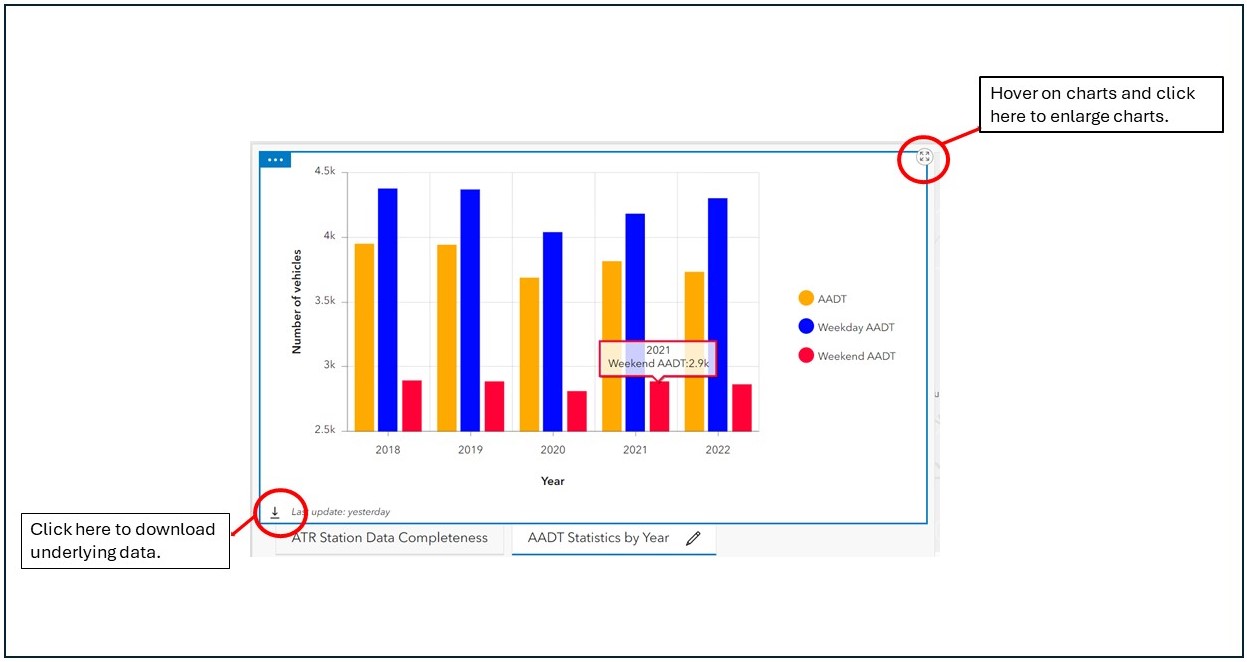 Hover on charts and click
here to enlarge charts.
4.5k
4k
3.5k
3k
2.5k
Number of vehicles
2021
Weekend AADT:2.9k
2018 2019 2020 2021 2022
Year
AADT
Weekday AADT
Weekend AADT
Last update: yesterday
Click here to download
underlying data.
ATR Station Data Completeness
AADT Statistics by Year